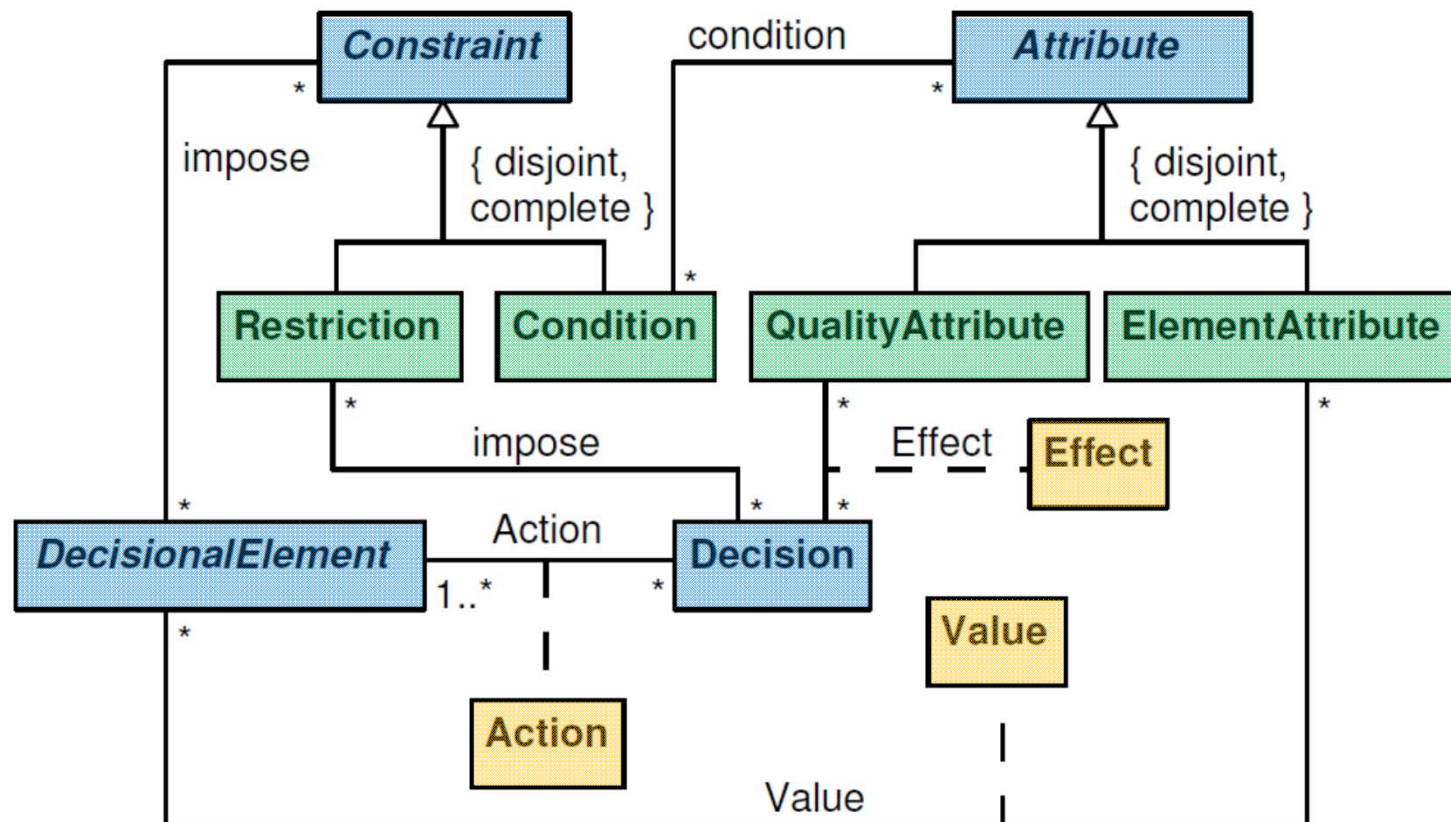 Constraint
condition
Attribute
*
*
impose
{ disjoint,
complete }
{ disjoint,
complete }
*
Restriction
Condition
QualityAttribute
ElementAttribute
*
*
*
impose
Effect
Effect
*
*
*
DecisionalElement
Action
Decision
1..*
*
*
Value
Action
Value